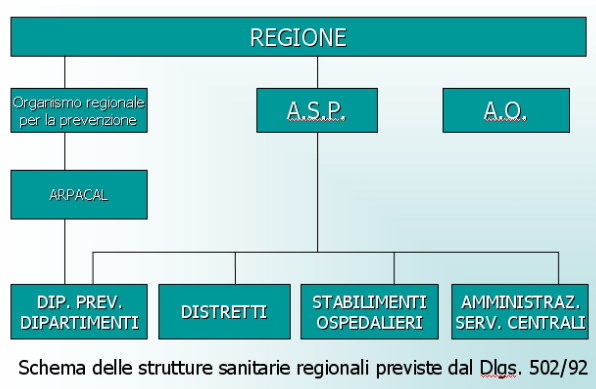 REGIONE
Organismo regionale
per la prevenzione
A.S.P.
A.O.
ARPACAL
DIP. PREV.
DIPARTIMENTI
DISTRETTI
STABILIMENTI
OSPEDALIERI
AMMINISTRAZ.
SERV. CENTRALI
Schema delle strutture sanitarie regionali previste dal Dlgs. 502/92